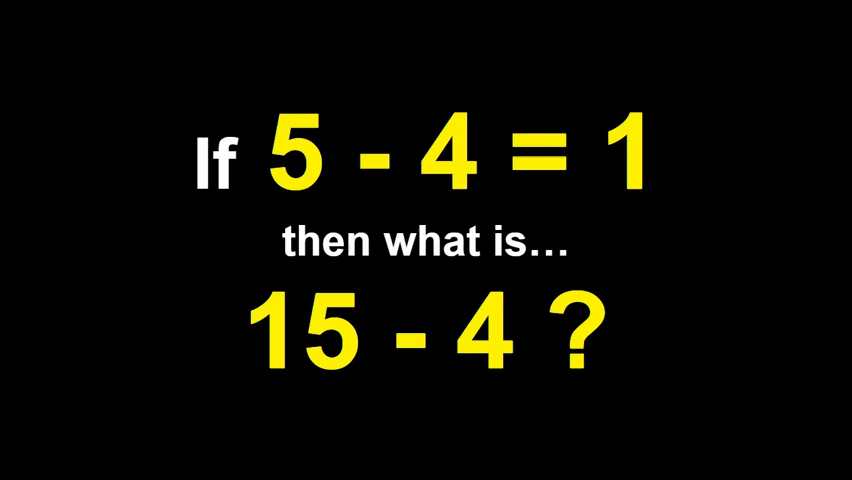 If 5 - 4 = 1
then what is…
15 - 4 ?